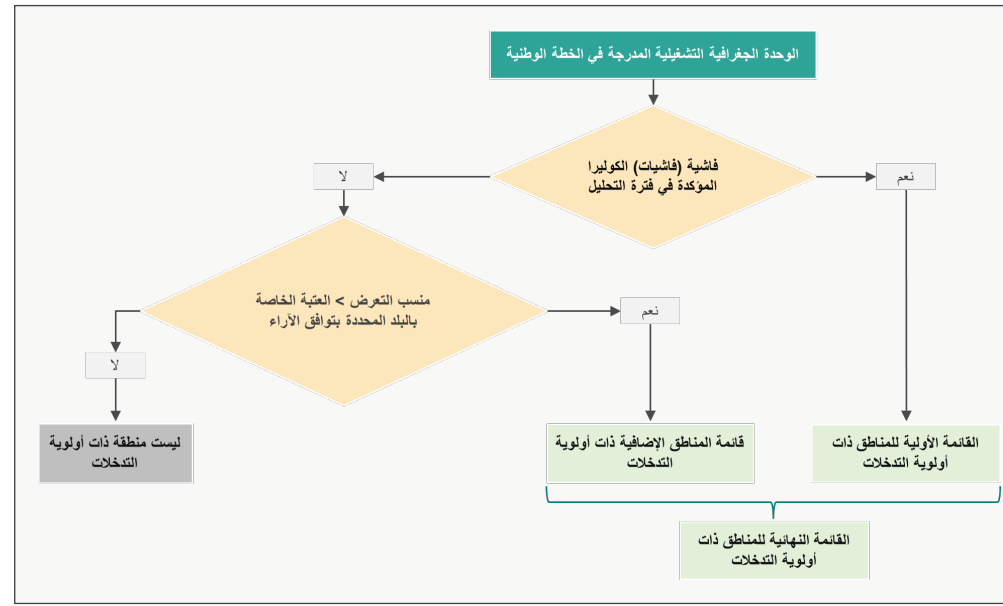 الوحدة الجغرافية التشغيلية المدرجة في الخطة الوطنية
فاشية (فاشيات) الكوليرا
المؤكدة في فترة التحليل
نعم
لا
منسب التعرض > العتبة الخاصة
بالبلد المحددة بتوافق الآراء
نعم
لا
القائمة الأولية للمناطق ذات
أولوية التدخلات
قائمة المناطق الإضافية ذات أولوية
التدخلات
ليست منطقة ذات أولوية
التدخلات
القائمة النهائية للمناطق ذات
أولوية التدخلات